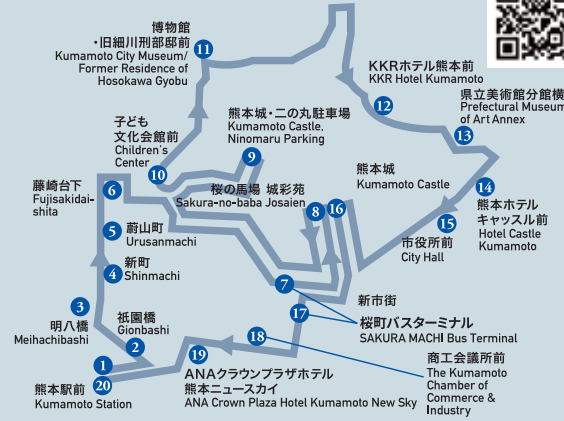 博物館
・旧細川刑部邸前
Kumamoto City Museum/
Former Residence of
Hosokawa Gyobu
11
KKRホテル熊本前
KKR Hotel Kumamoto
12
県立美術館分館横
Prefectural Museum
of Art Annex
13
子ども
文化会館前
Children's
Center
10
熊本城・二の丸駐車場
Kumamoto Castle,
Ninomaru Parking
9
熊本城
Kumamoto Castle
14
熊本ホテル
キャッスル前
Hotel Castle
Kumamoto
藤崎台下
Fujisakidai-
shita
6
桜の馬場 城彩苑
Sakura-no-baba Josaien
8
16
15
市役所前
City Hall
5
蔚山町
Urusanmachi
4
新町
Shinmachi
3
明八橋
Meihachibashi
祇園橋
Gionbashi
2
7
新市街
17
桜町バスターミナル
SAKURA MACHI Bus Terminal
18
商工会議所前
The Kumamoto
Chamber of
Commerce &
Industry
19
ANAクラウンプラザホテル
熊本ニュースカイ
ANA Crown Plaza Hotel Kumamoto New Sky
1
20
熊本駅前
Kumamoto Station